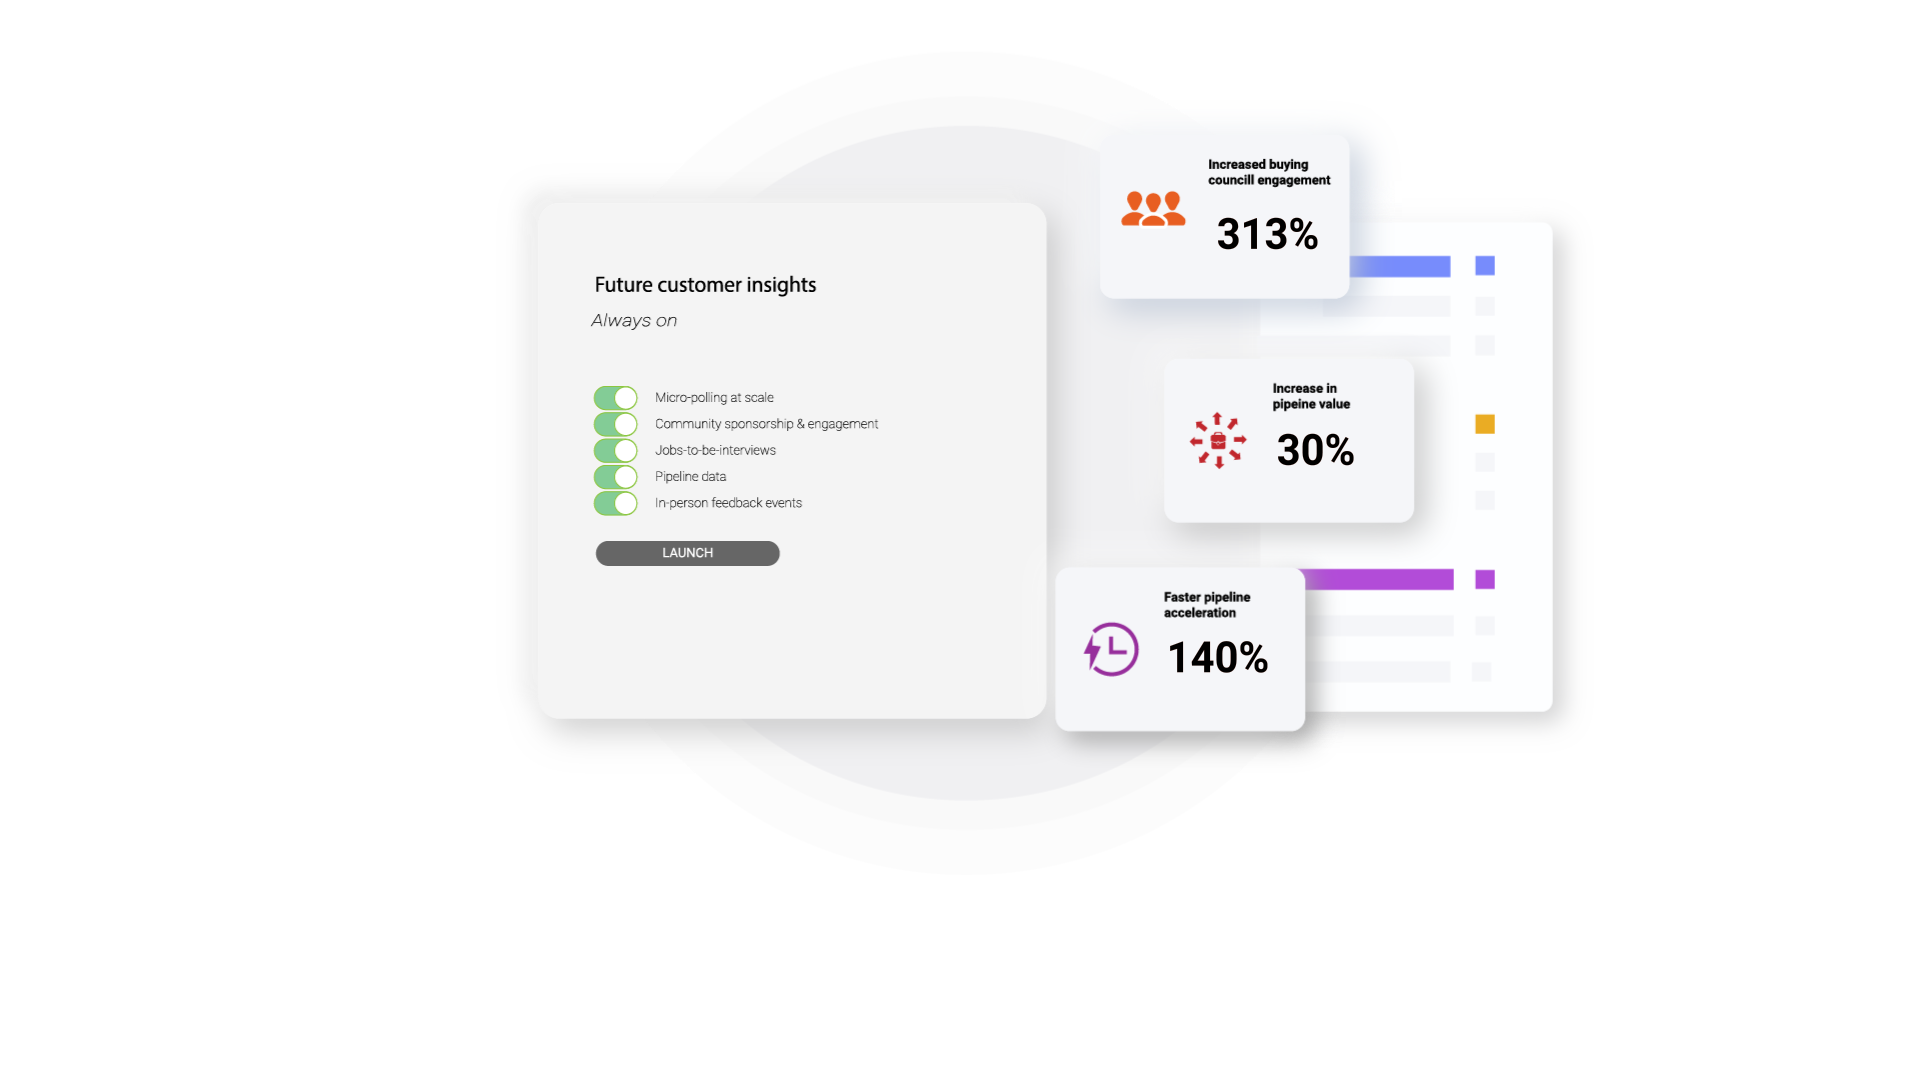 Future customer insights
Always on
Micro-polling at scale
Community sponsorship & engagement
Jobs-to-be-interviews
Pipeline data
In-person feedback events
LAUNCH
Increased buying
councill engagement
313%
Increase in
pipeine value
30%
Faster pipeline
acceleration
140%